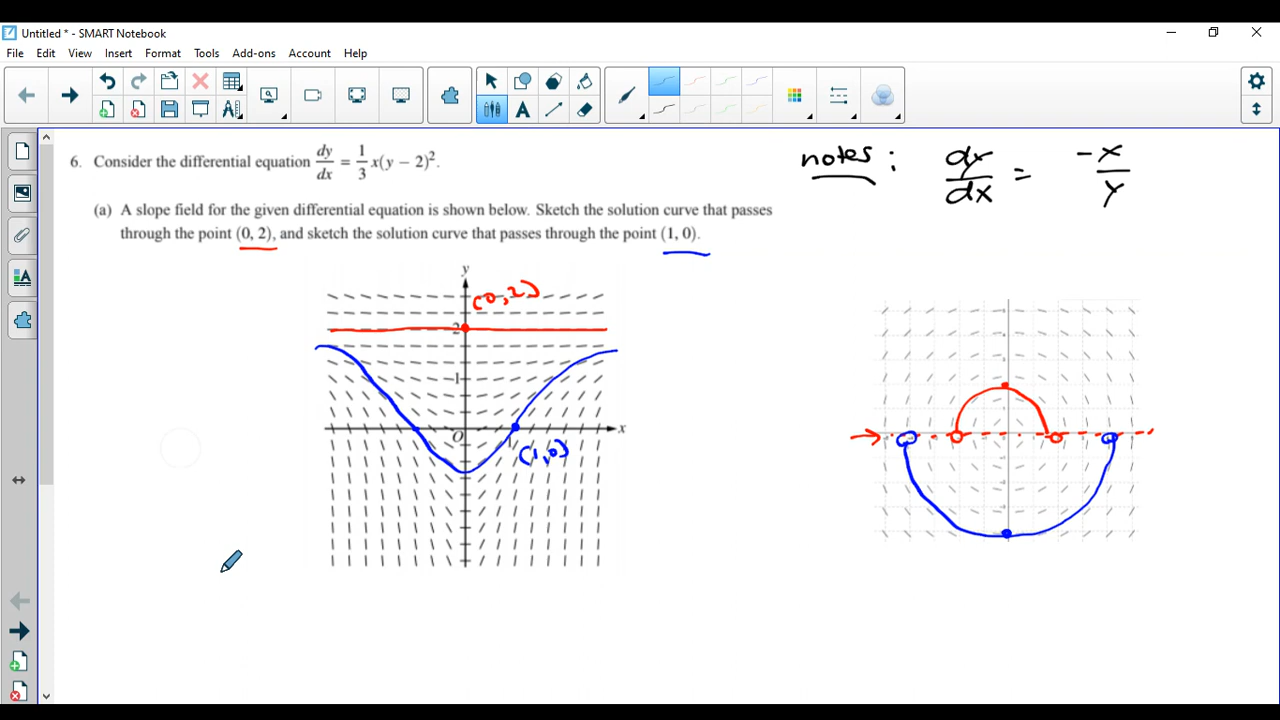 Untitled * - SMART Notebook
File Edit View Insert Format Tools Add-ons Account Help
6. Consider the differential equation dy/dx = 1/3 x(y − 2)².
(a) A slope field for the given differential equation is shown below. Sketch the solution curve that passes
through the point (0, 2), and sketch the solution curve that passes through the point (1, 0).
notes: dy/dx = -x/y
y
(0,2)
2
1
O
1
x
(1,0)